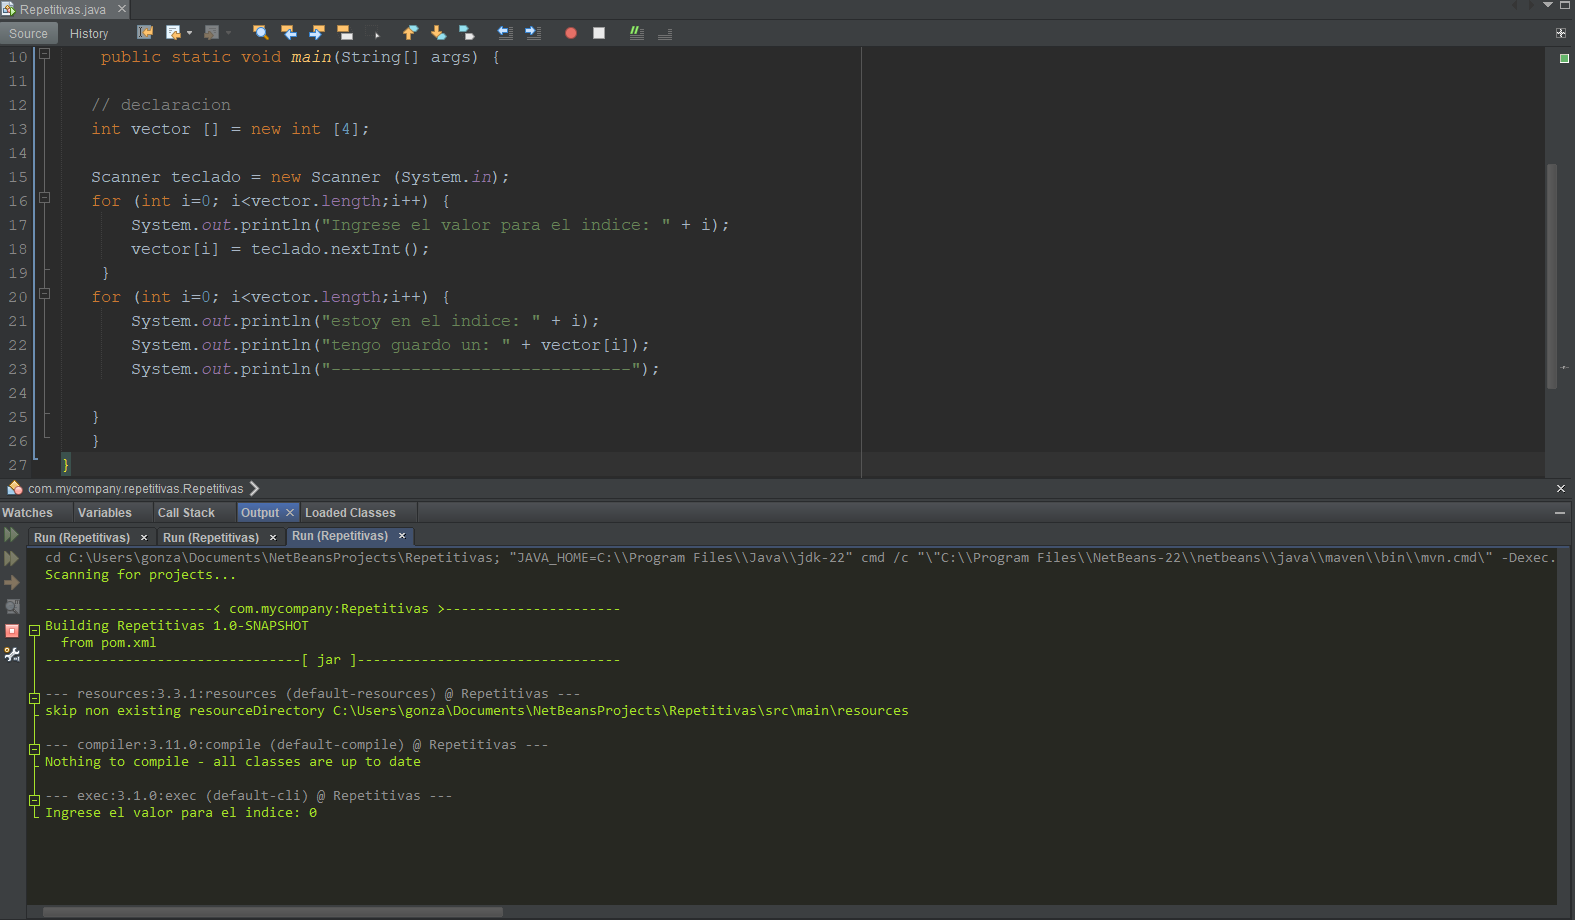 Repetitivas.java
Source History
10 public static void main(String[] args) {
11
12 // declaracion
13 int vector [] = new int [4];
14
15 Scanner teclado = new Scanner (System.in);
16 for (int i=0; i<vector.length;i++) {
17 System.out.println("Ingrese el valor para el indice: " + i);
18 vector[i] = teclado.nextInt();
19 }
20 for (int i=0; i<vector.length;i++) {
21 System.out.println("estoy en el indice: " + i);
22 System.out.println("tengo guardo un: " + vector[i]);
23 System.out.println("------------------------------");
24
25 }
26 }
27 }
com.mycompany.repetitivas.Repetitivas
Watches Variables Call Stack Output Loaded Classes
Run (Repetitivas) Run (Repetitivas) Run (Repetitivas)
cd C:\Users\gonza\Documents\NetBeansProjects\Repetitivas; "JAVA_HOME=C:\\Program Files\\Java\\jdk-22" cmd /c "\"C:\\Program Files\\NetBeans-22\\netbeans\\java\\maven\\bin\\mvn.cmd\" -Dexec.
Scanning for projects...
----------------------< com.mycompany:Repetitivas >----------------------
Building Repetitivas 1.0-SNAPSHOT
from pom.xml
--------------------------------[ jar ]---------------------------------
--- resources:3.3.1:resources (default-resources) @ Repetitivas ---
skip non existing resourceDirectory C:\Users\gonza\Documents\NetBeansProjects\Repetitivas\src\main\resources
--- compiler:3.11.0:compile (default-compile) @ Repetitivas ---
Nothing to compile - all classes are up to date
--- exec:3.1.0:exec (default-cli) @ Repetitivas ---
Ingrese el valor para el indice: 0